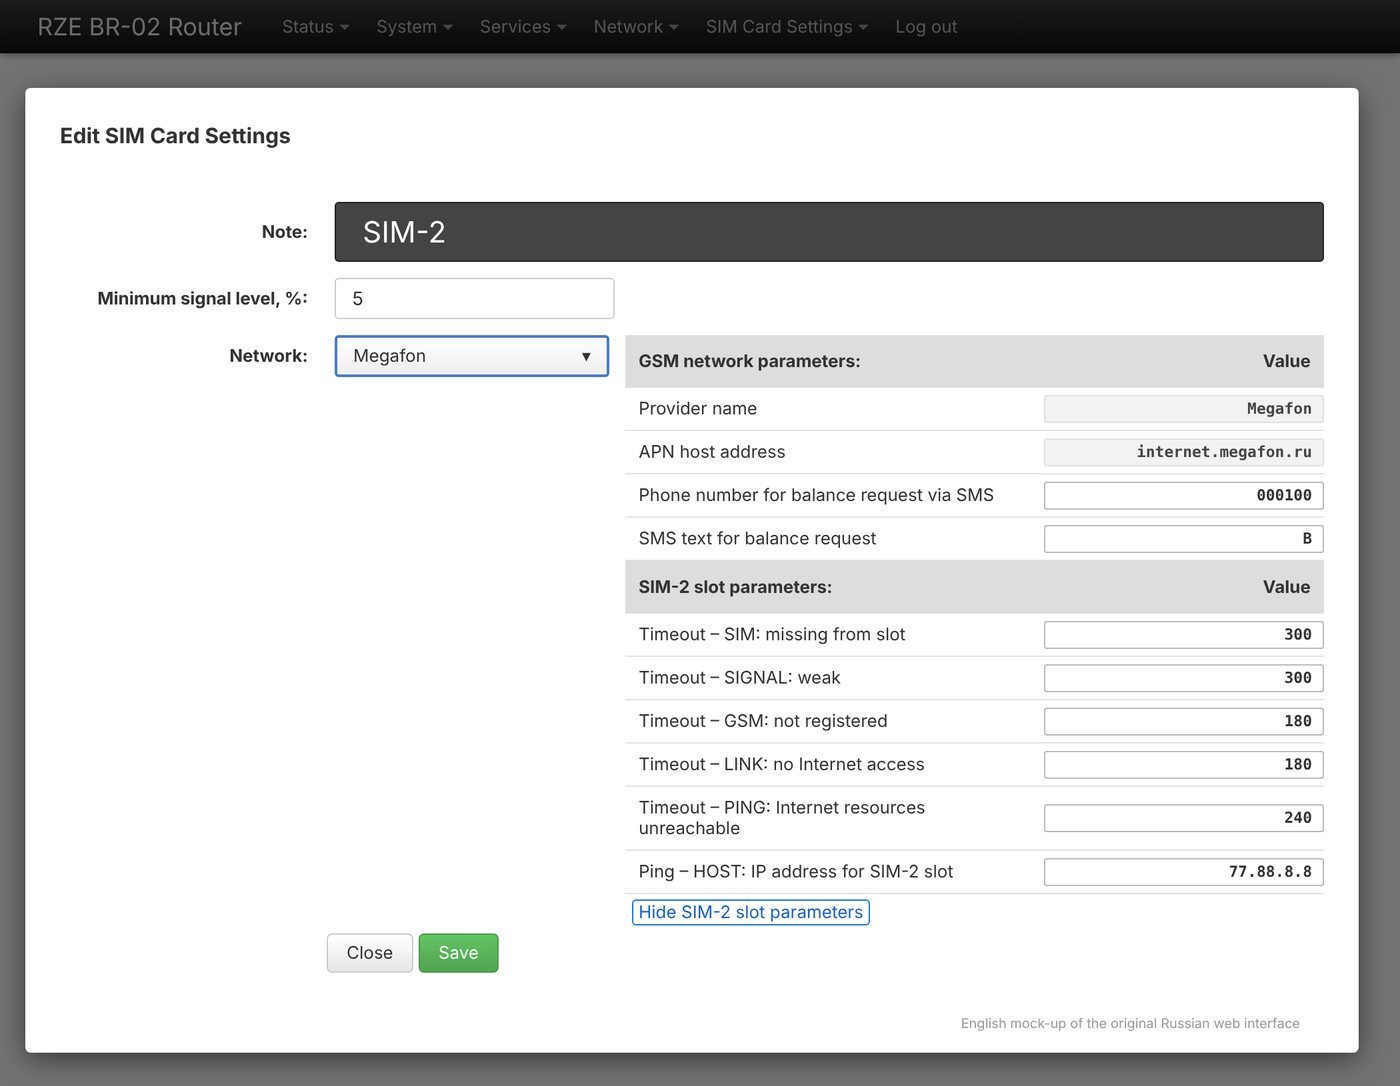 RZE BR-02 Router Status System Services Network SIM Card Settings Log out
Edit SIM Card Settings
Note: SIM-2
Minimum signal level, %: 5
Network: Megafon
GSM network parameters: Value
Provider name Megafon
APN host address internet.megafon.ru
Phone number for balance request via SMS 000100
SMS text for balance request B
SIM-2 slot parameters: Value
Timeout – SIM: missing from slot 300
Timeout – SIGNAL: weak 300
Timeout – GSM: not registered 180
Timeout – LINK: no Internet access 180
Timeout – PING: Internet resources
unreachable 240
Ping – HOST: IP address for SIM-2 slot 77.88.8.8
Hide SIM-2 slot parameters
Close Save
English mock-up of the original Russian web interface